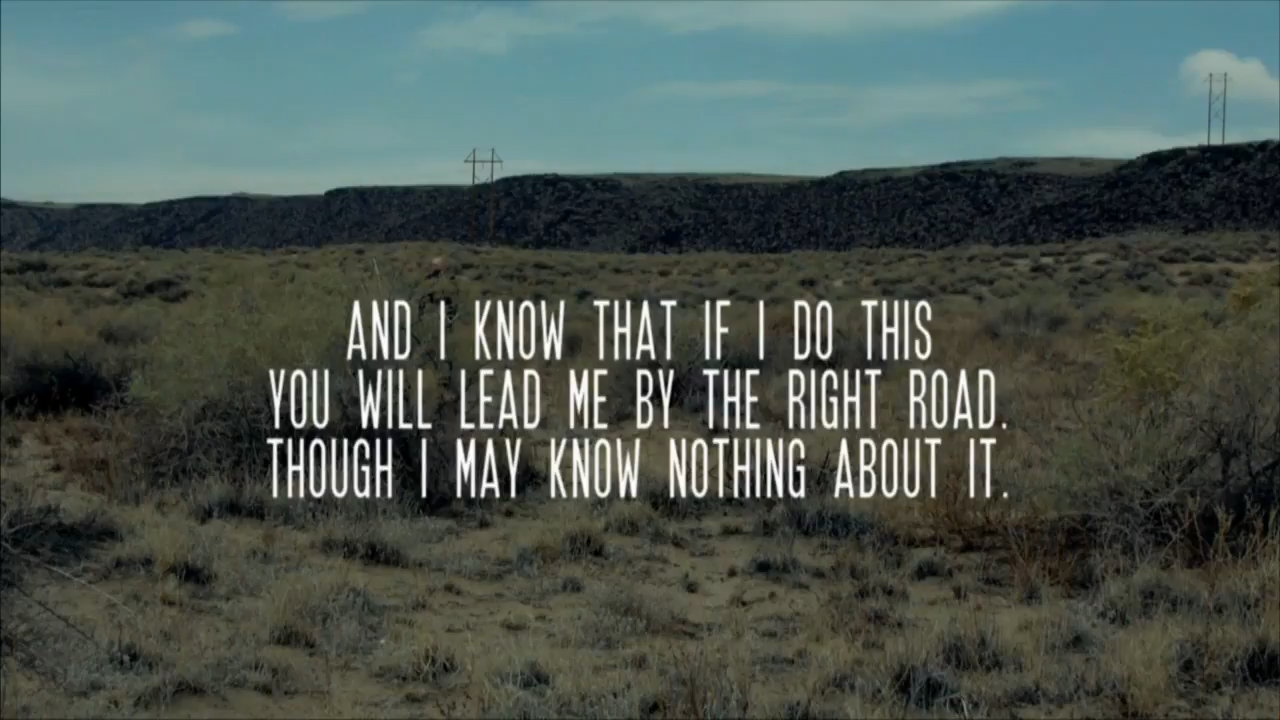 AND I KNOW THAT IF I DO THIS
YOU WILL LEAD ME BY THE RIGHT ROAD.
THOUGH I MAY KNOW NOTHING ABOUT IT.